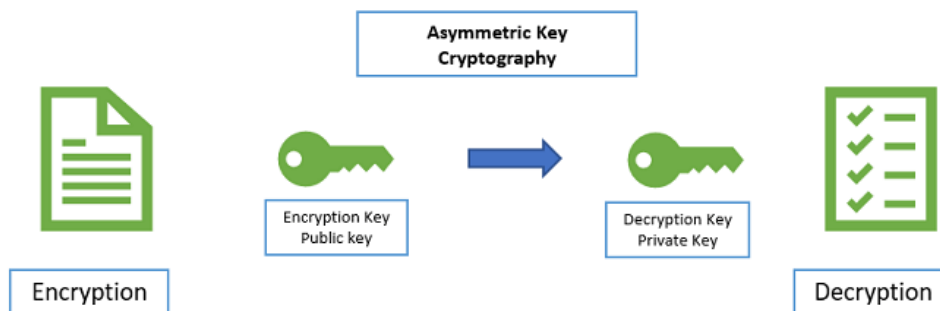 Asymmetric Key
Cryptography
Encryption Key
Public key
Decryption Key
Private Key
Encryption
Decryption